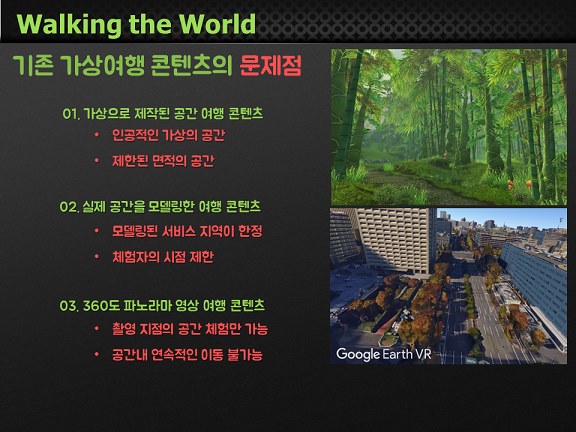 Walking the World
기존 가상여행 콘텐츠의 문제점
01. 가상으로 제작된 공간 여행 콘텐츠
• 인공적인 가상의 공간
• 제한된 면적의 공간
02. 실제 공간을 모델링한 여행 콘텐츠
• 모델링된 서비스 지역이 한정
• 체험자의 시점 제한
03. 360도 파노라마 영상 여행 콘텐츠
• 촬영 지점의 공간 체험만 가능
• 공간내 연속적인 이동 불가능
Google Earth VR